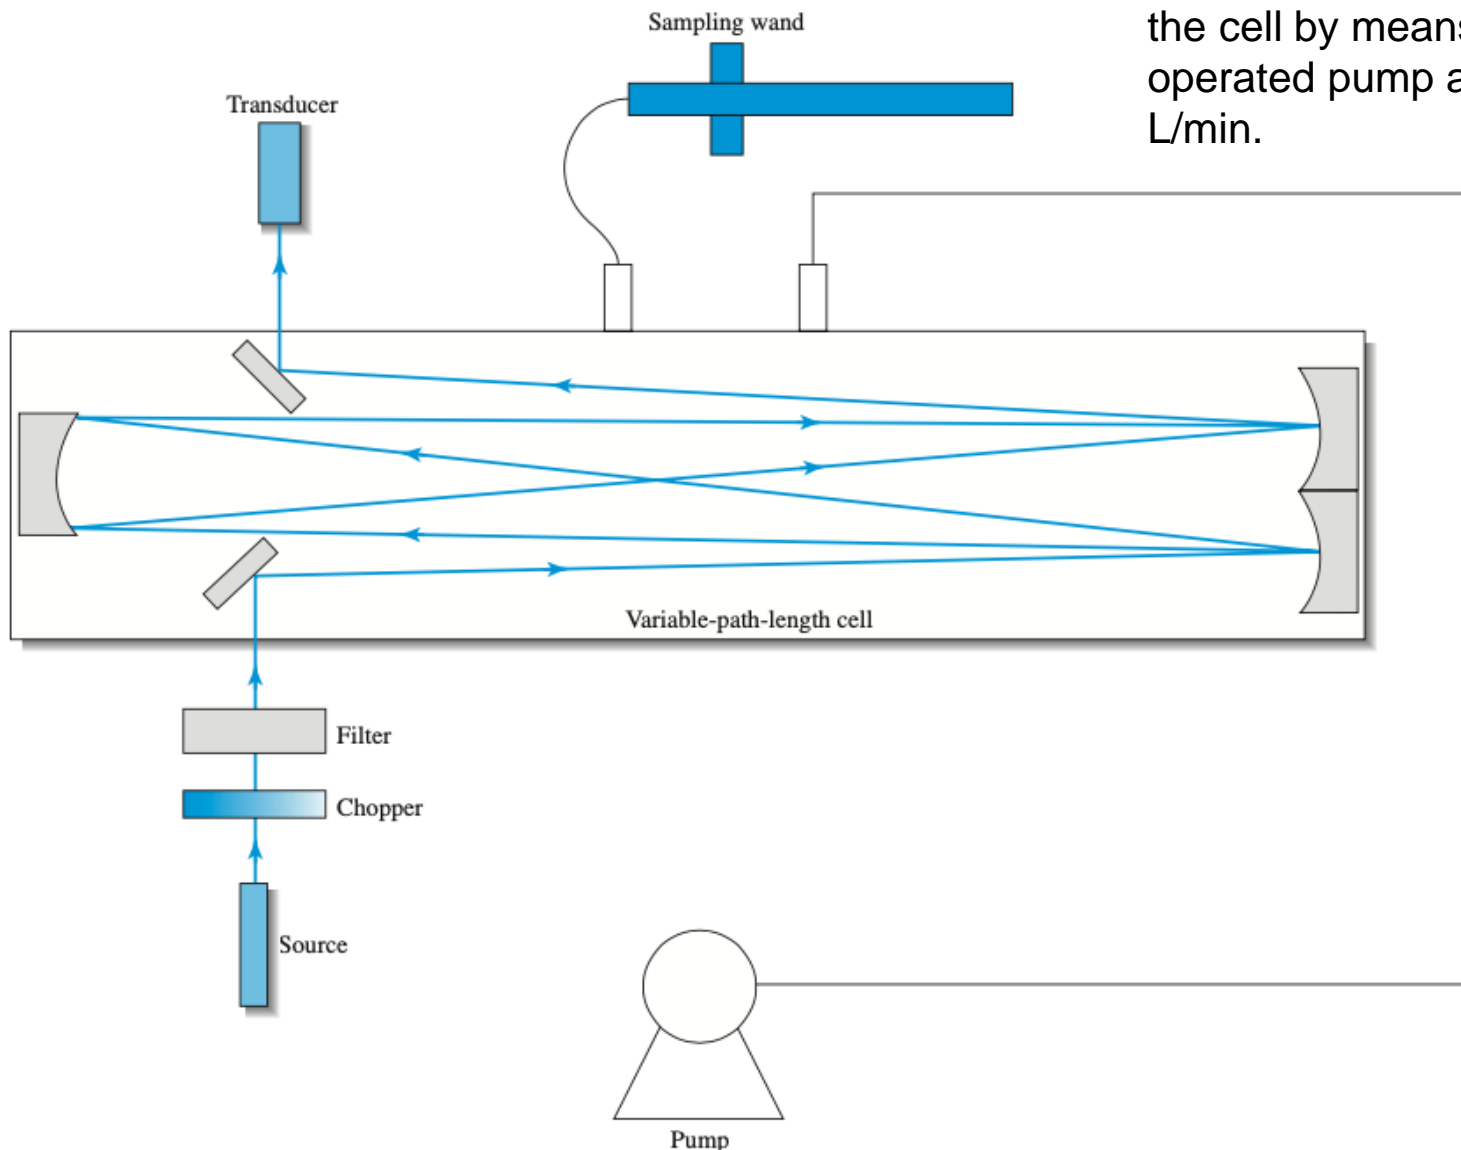 Sampling wand
the cell by means
operated pump a
L/min.
Transducer
Variable-path-length cell
Filter
Chopper
Source
Pump